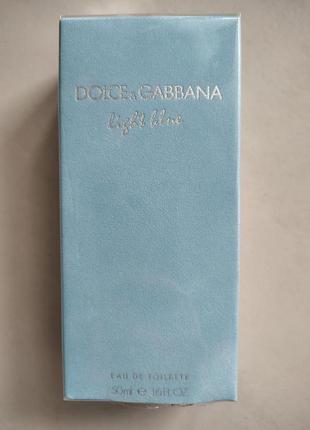 DOLCE & GABBANA
light blue
EAU DE TOILETTE
50ml e 1.6 FL.OZ.